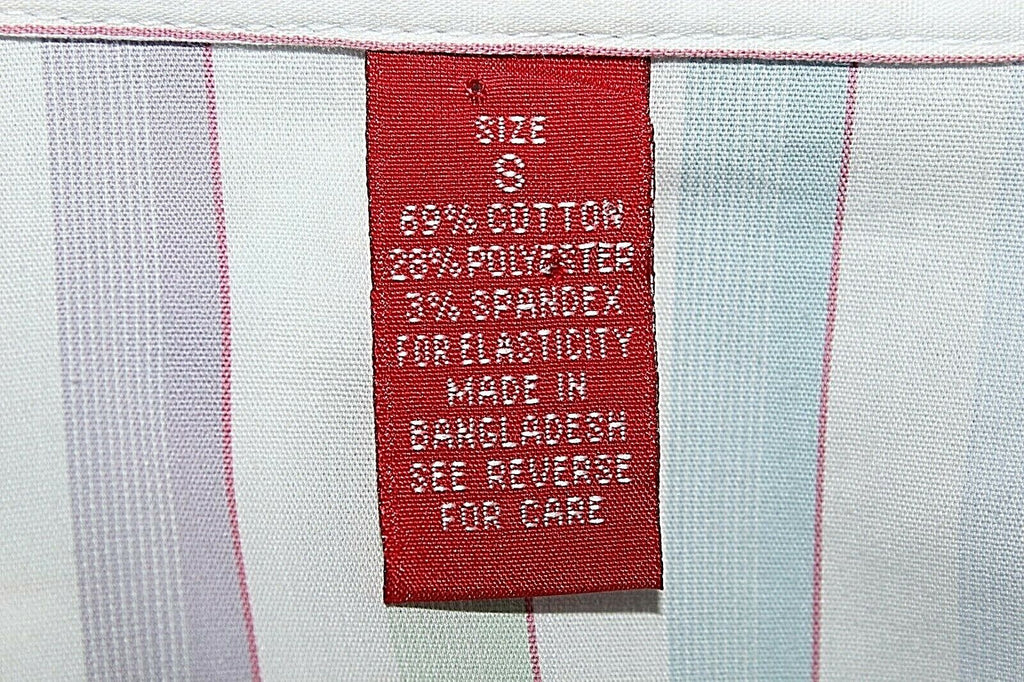 SIZE
S
69% COTTON
28% POLYESTER
3% SPANDEX
FOR ELASTICITY
MADE IN
BANGLADESH
SEE REVERSE
FOR CARE